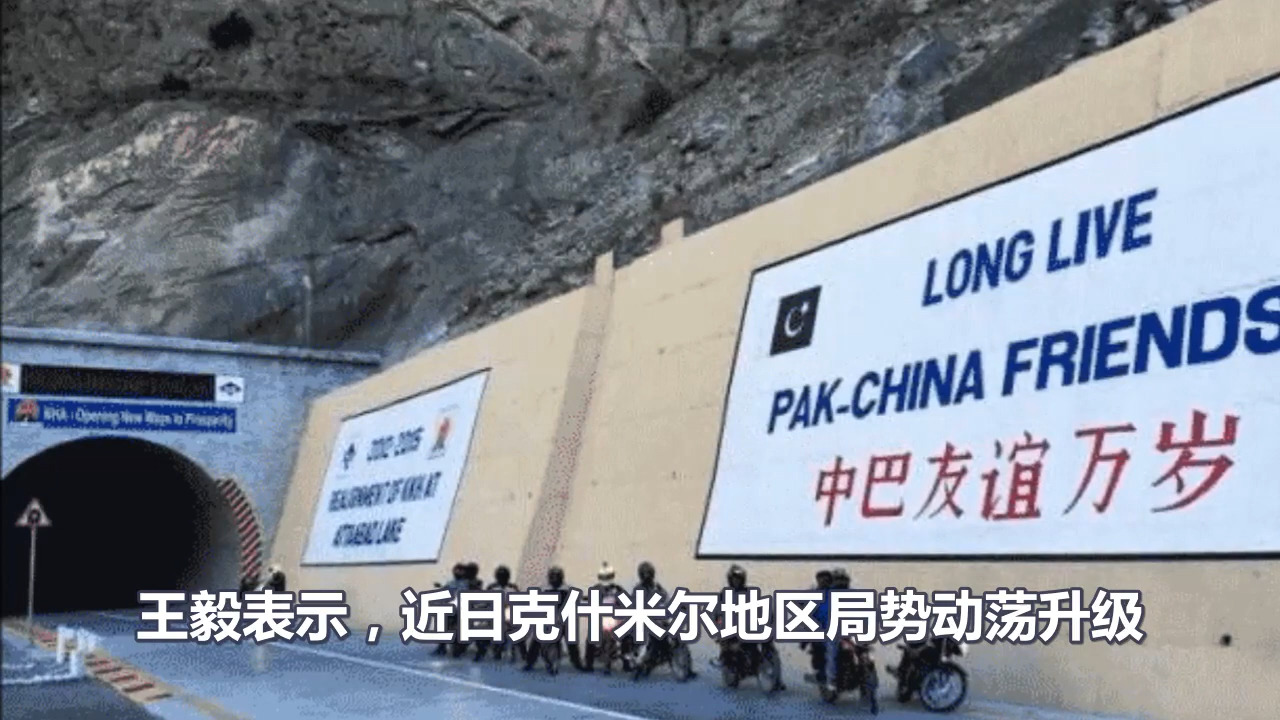 NHA : Opening New Ways to Prosperity
2012-2015
REALIGNMENT OF KKH AT
ATTABAD LAKE
LONG LIVE
PAK-CHINA FRIENDS
中巴友谊万岁
王毅表示，近日克什米尔地区局势动荡升级